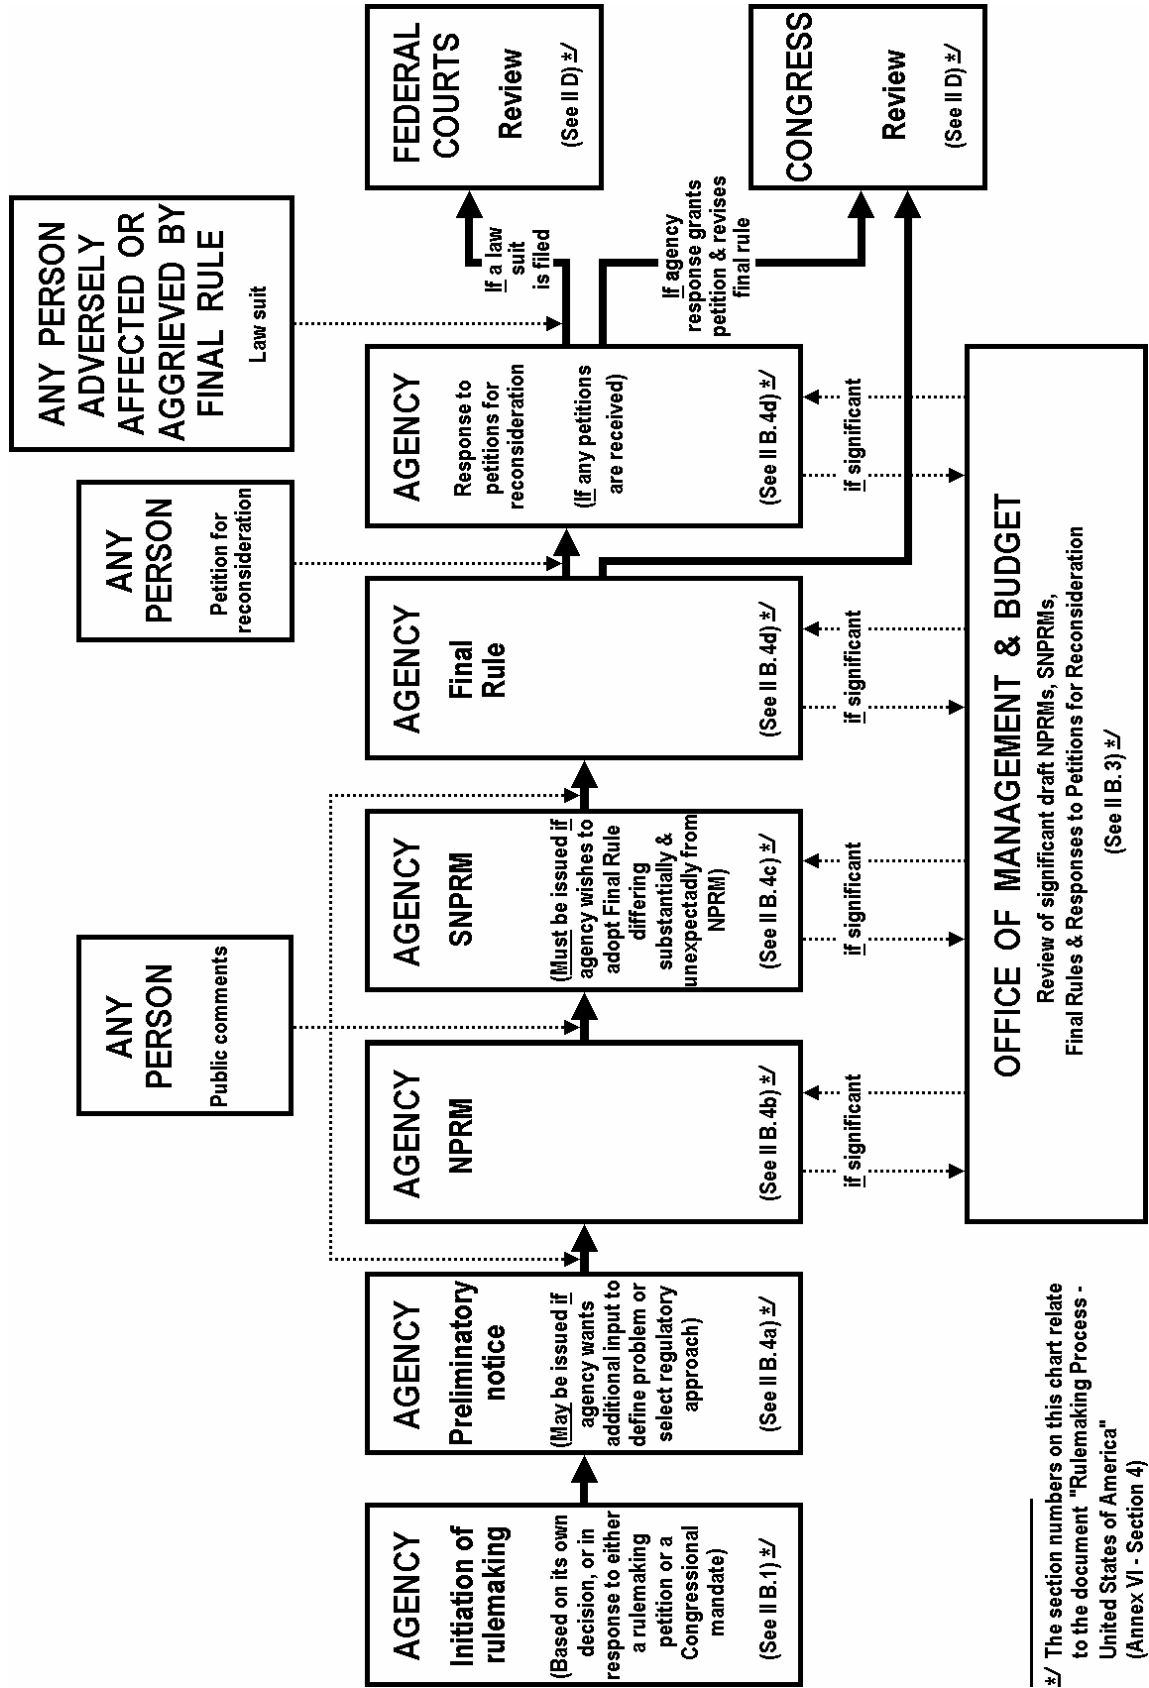 ANY PERSON
ADVERSELY
AFFECTED OR
AGGRIEVED BY
FINAL RULE
Law suit
ANY
PERSON
Petition for
reconsideration
ANY
PERSON
Public comments
AGENCY
Initiation of
rulemaking
(Based on its own
decision, or in
response to either
a rulemaking
petition or a
Congressional
mandate)
(See II B.1) */
AGENCY
Preliminatory
notice
(May be issued if
agency wants
additional input to
define problem or
select regulatory
approach)
(See II B.4a) */
AGENCY
NPRM
(See II B.4b) */
AGENCY
SNPRM
(Must be issued if
agency wishes to
adopt Final Rule
differing
substantially &
unexpectadly from
NPRM)
(See II B.4c) */
AGENCY
Final
Rule
(See II B.4d) */
AGENCY
Response to
petitions for
reconsideration
(If any petitions
are received)
(See II B.4d) */
If a law
suit
is filed
If agency
response grants
petition & revises
final rule
FEDERAL
COURTS
Review
(See II D) */
CONGRESS
Review
(See II D) */
if significant
if significant
if significant
if significant
OFFICE OF MANAGEMENT & BUDGET
Review of significant draft NPRMs, SNPRMs,
Final Rules & Responses to Petitions for Reconsideration
(See II B. 3) */
*/ The section numbers on this chart relate
to the document "Rulemaking Process -
United States of America"
(Annex VI - Section 4)